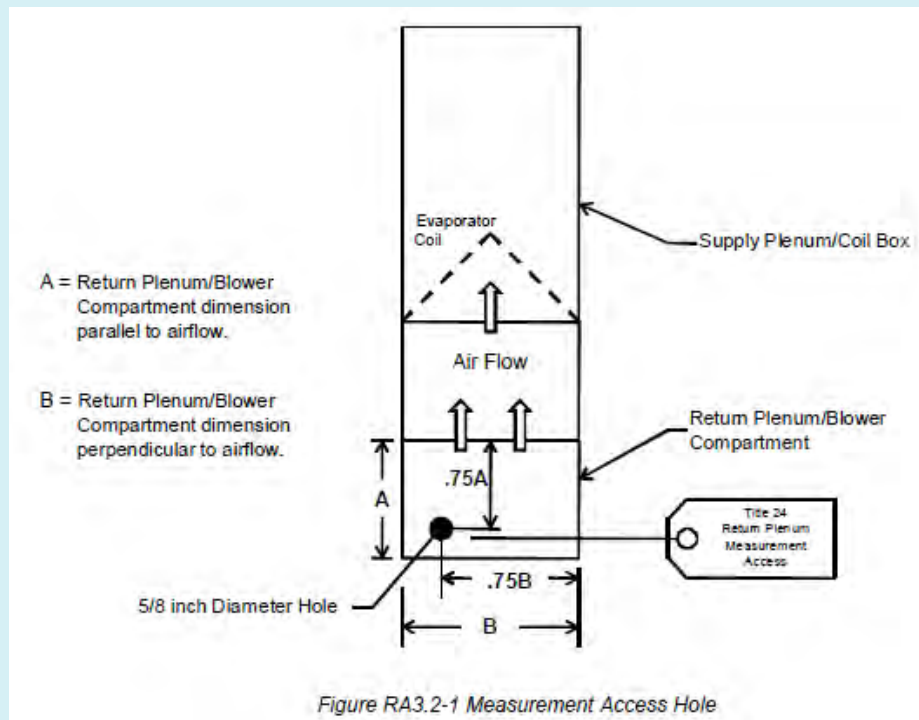 Evaporator
Coil
Supply Plenum/Coil Box
A = Return Plenum/Blower
Compartment dimension
parallel to airflow.
Air Flow
B = Return Plenum/Blower
Compartment dimension
perpendicular to airflow.
Return Plenum/Blower
Compartment
A
.75A
Title 24
Return Plenum
Measurement
Access
.75B
5/8 inch Diameter Hole
B
Figure RA3.2-1 Measurement Access Hole